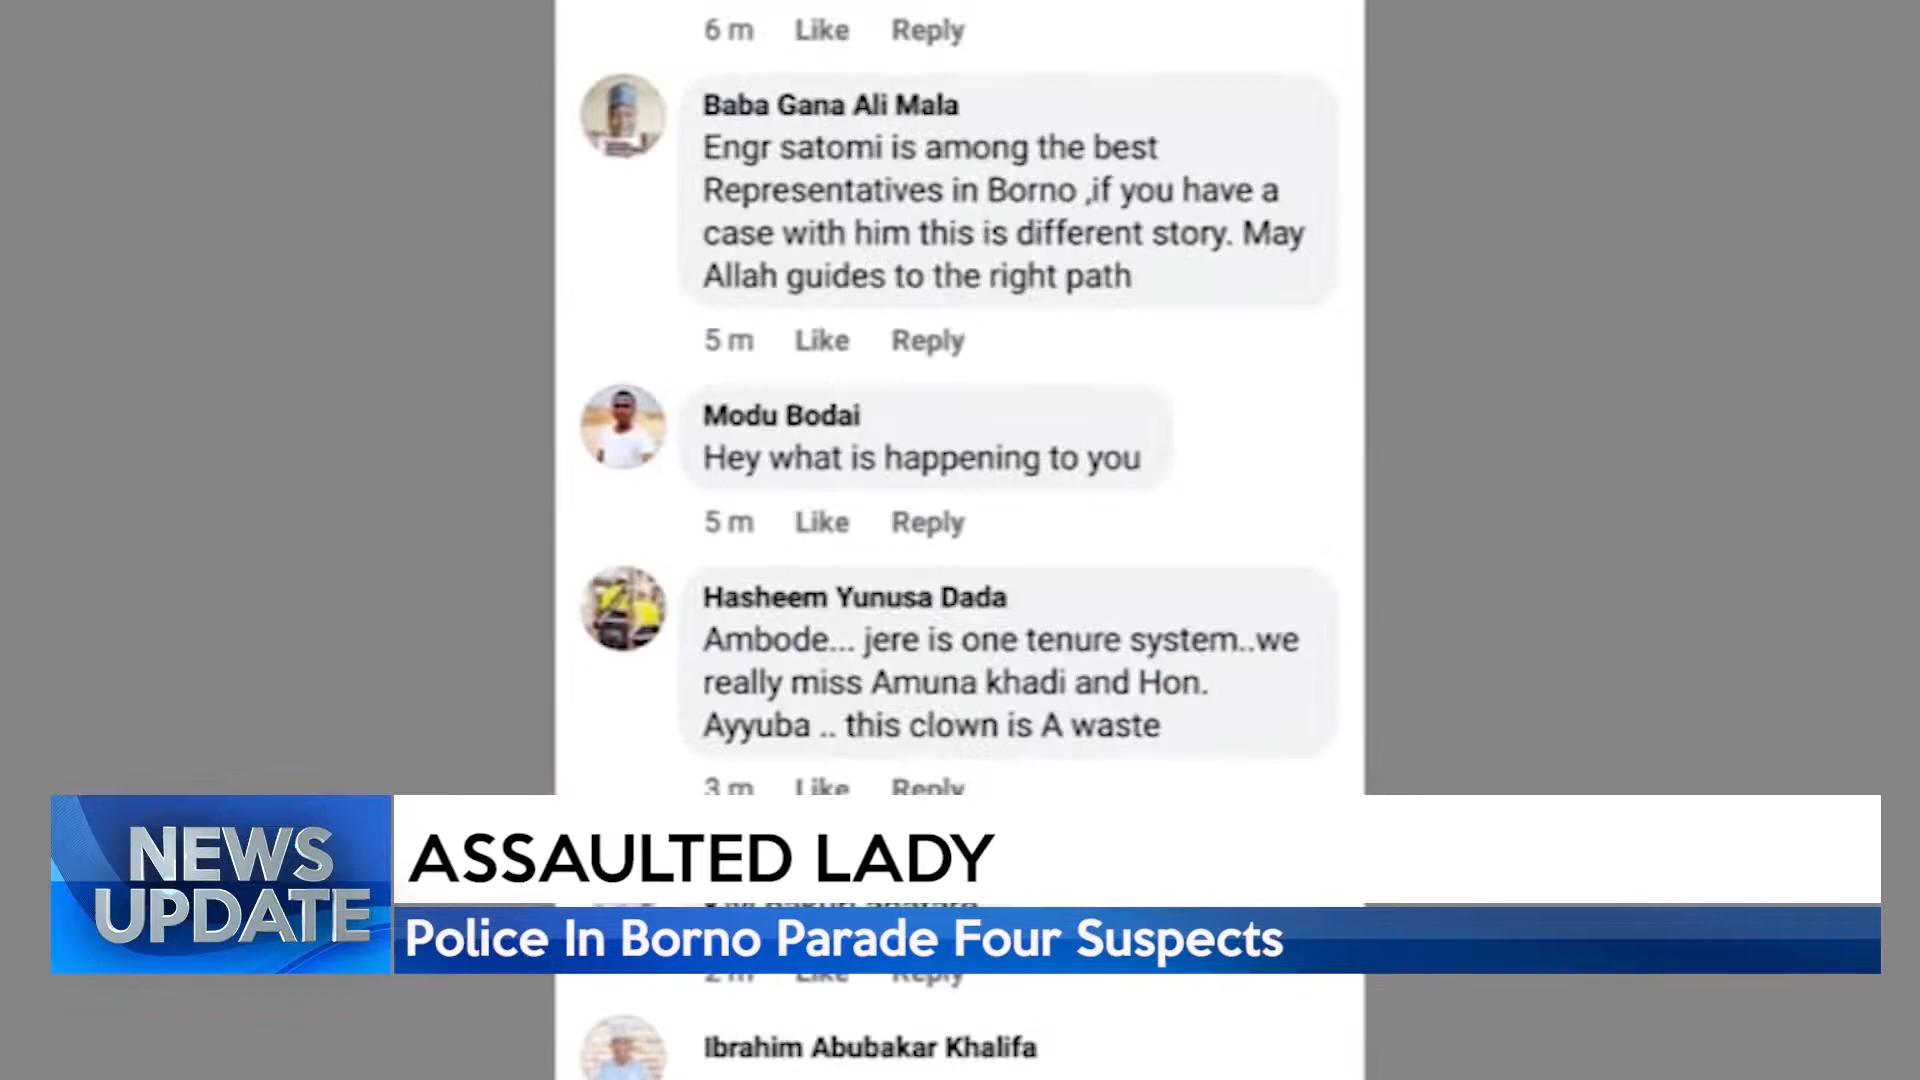 6 m Like Reply
Baba Gana Ali Mala
Engr satomi is among the best
Representatives in Borno ,if you have a
case with him this is different story. May
Allah guides to the right path
5 m Like Reply
Modu Bodai
Hey what is happening to you
5 m Like Reply
Hasheem Yunusa Dada
Ambode... jere is one tenure system..we
really miss Amuna khadi and Hon.
Ayyuba .. this clown is A waste
3 m Like Reply
NEWS
UPDATE
ASSAULTED LADY
Police In Borno Parade Four Suspects
2 m Like Reply
Ibrahim Abubakar Khalifa